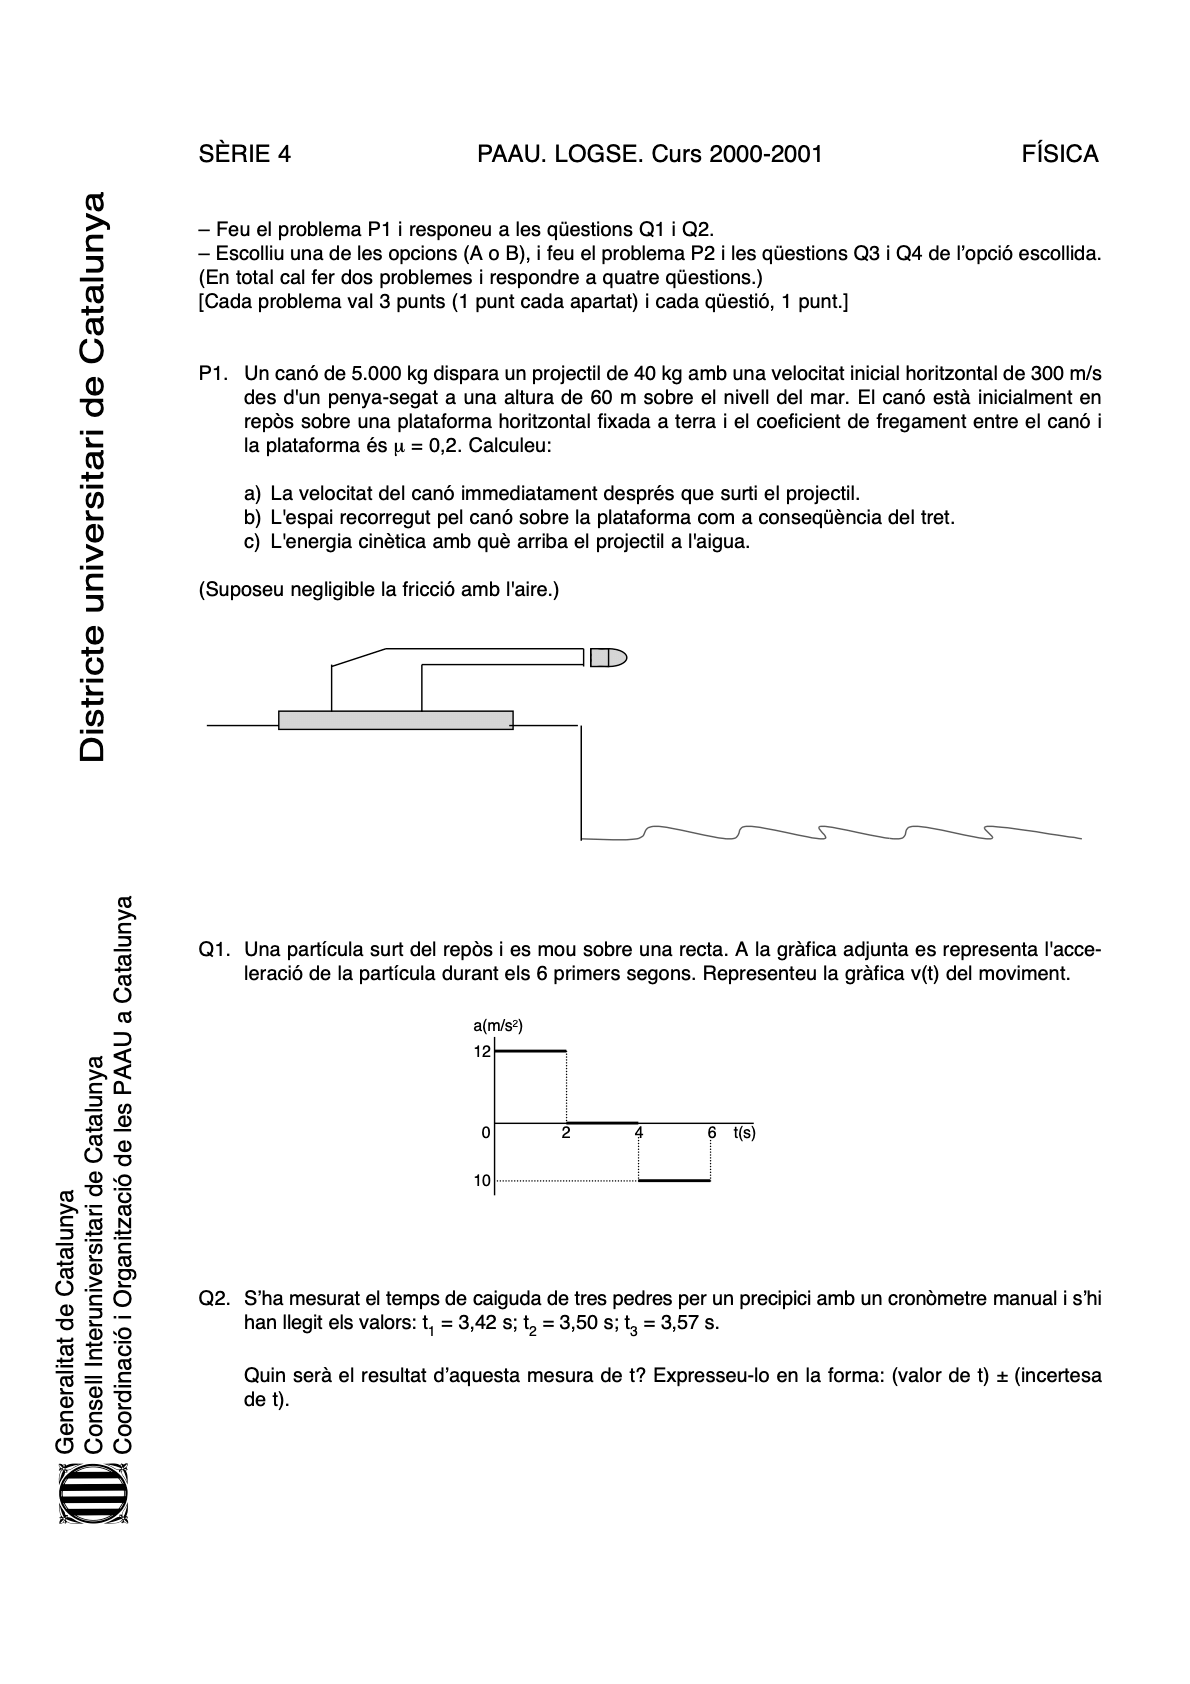 SÈRIE 4 PAAU. LOGSE. Curs 2000-2001 FÍSICA
– Feu el problema P1 i responeu a les qüestions Q1 i Q2.
– Escolliu una de les opcions (A o B), i feu el problema P2 i les qüestions Q3 i Q4 de l’opció escollida.
(En total cal fer dos problemes i respondre a quatre qüestions.)
[Cada problema val 3 punts (1 punt cada apartat) i cada qüestió, 1 punt.]
P1. Un canó de 5.000 kg dispara un projectil de 40 kg amb una velocitat inicial horitzontal de 300 m/s
des d'un penya-segat a una altura de 60 m sobre el nivell del mar. El canó està inicialment en
repòs sobre una plataforma horitzontal fixada a terra i el coeficient de fregament entre el canó i
la plataforma és μ = 0,2. Calculeu:
a) La velocitat del canó immediatament després que surti el projectil.
b) L'espai recorregut pel canó sobre la plataforma com a conseqüència del tret.
c) L'energia cinètica amb què arriba el projectil a l'aigua.
(Suposeu negligible la fricció amb l'aire.)
Q1. Una partícula surt del repòs i es mou sobre una recta. A la gràfica adjunta es representa l'acce-
leració de la partícula durant els 6 primers segons. Representeu la gràfica v(t) del moviment.
a(m/s²)
12
0 2 4 6 t(s)
10
Q2. S’ha mesurat el temps de caiguda de tres pedres per un precipici amb un cronòmetre manual i s’hi
han llegit els valors: t₁ = 3,42 s; t₂ = 3,50 s; t₃ = 3,57 s.
Quin serà el resultat d’aquesta mesura de t? Expresseu-lo en la forma: (valor de t) ± (incertesa
de t).
Districte universitari de Catalunya
Generalitat de Catalunya
Consell Interuniversitari de Catalunya
Coordinació i Organització de les PAAU a Catalunya